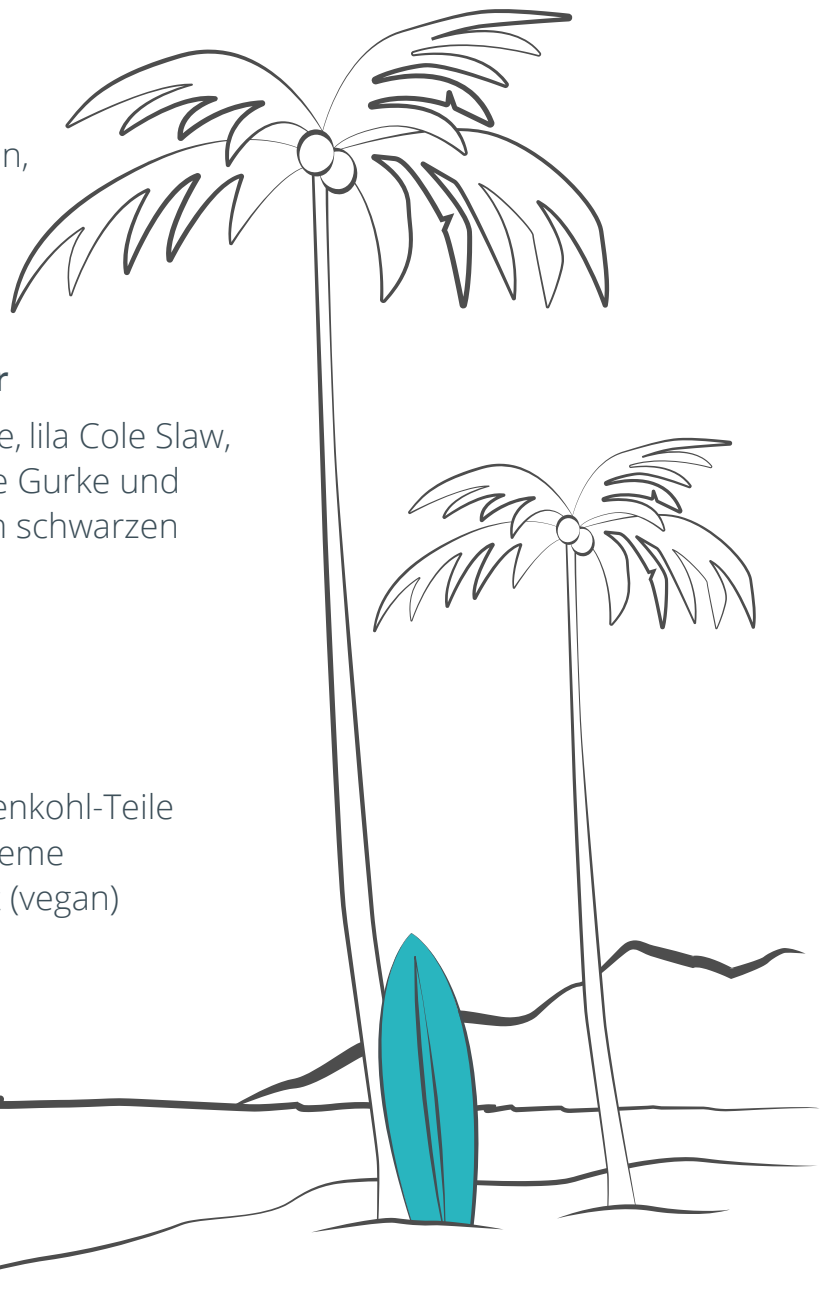 n,
r
e, lila Cole Slaw,
e Gurke und
n schwarzen
enkohl-Teile
eme
(vegan)